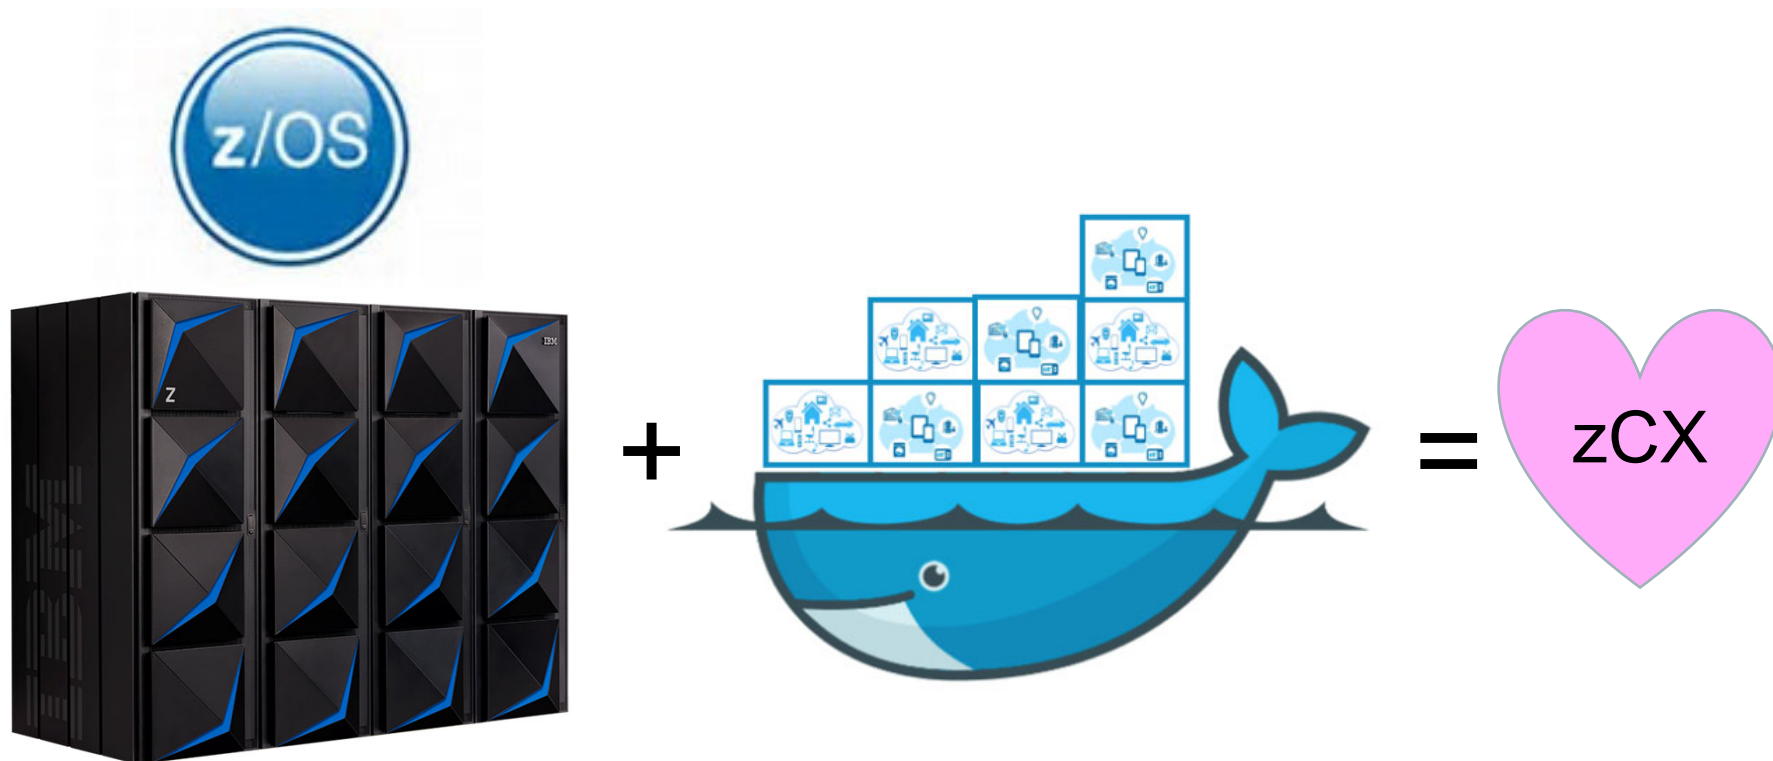 z/OS
IBM
Z
IBM
+
=
zCX